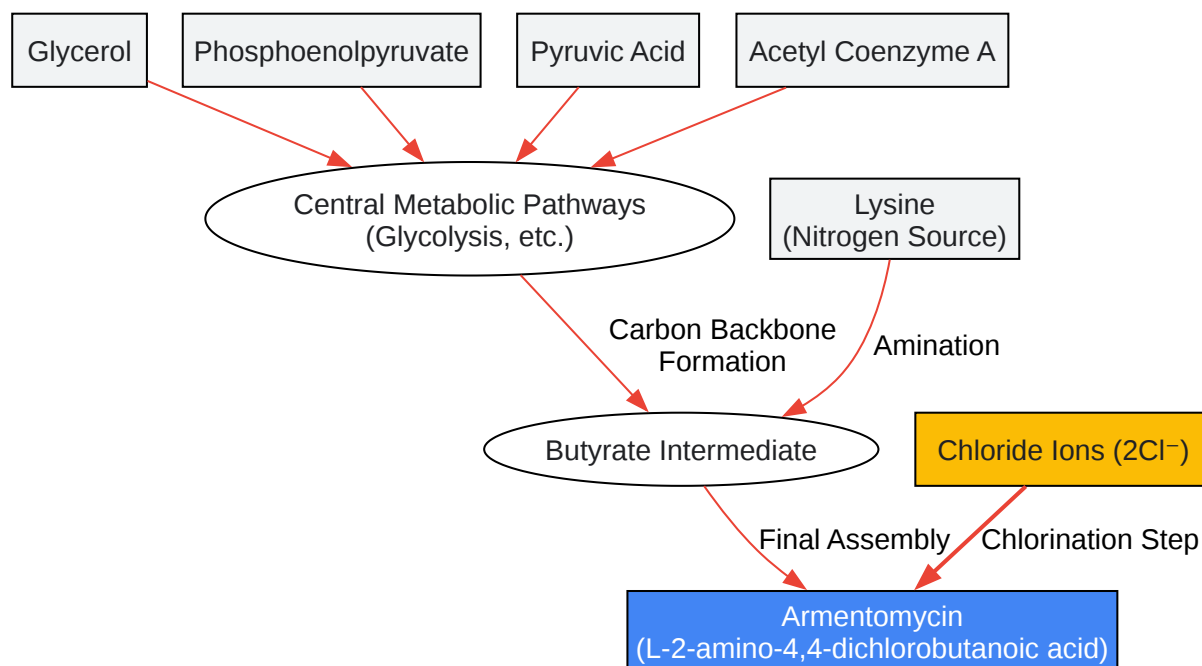 Glycerol
Phosphoenolpyruvate
Pyruvic Acid
Acetyl Coenzyme A
Central Metabolic Pathways
(Glycolysis, etc.)
Lysine
(Nitrogen Source)
Carbon Backbone
Formation
Amination
Butyrate Intermediate
Chloride Ions (2Cl⁻)
Final Assembly
Chlorination Step
Armentomycin
(L-2-amino-4,4-dichlorobutanoic acid)